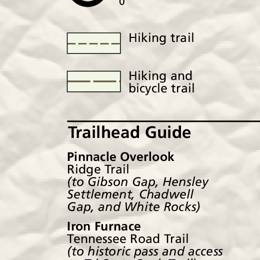 0
Hiking trail
Hiking and
bicycle trail
Trailhead Guide
Pinnacle Overlook
Ridge Trail
(to Gibson Gap, Hensley
Settlement, Chadwell
Gap, and White Rocks)
Iron Furnace
Tennessee Road Trail
(to historic pass and access